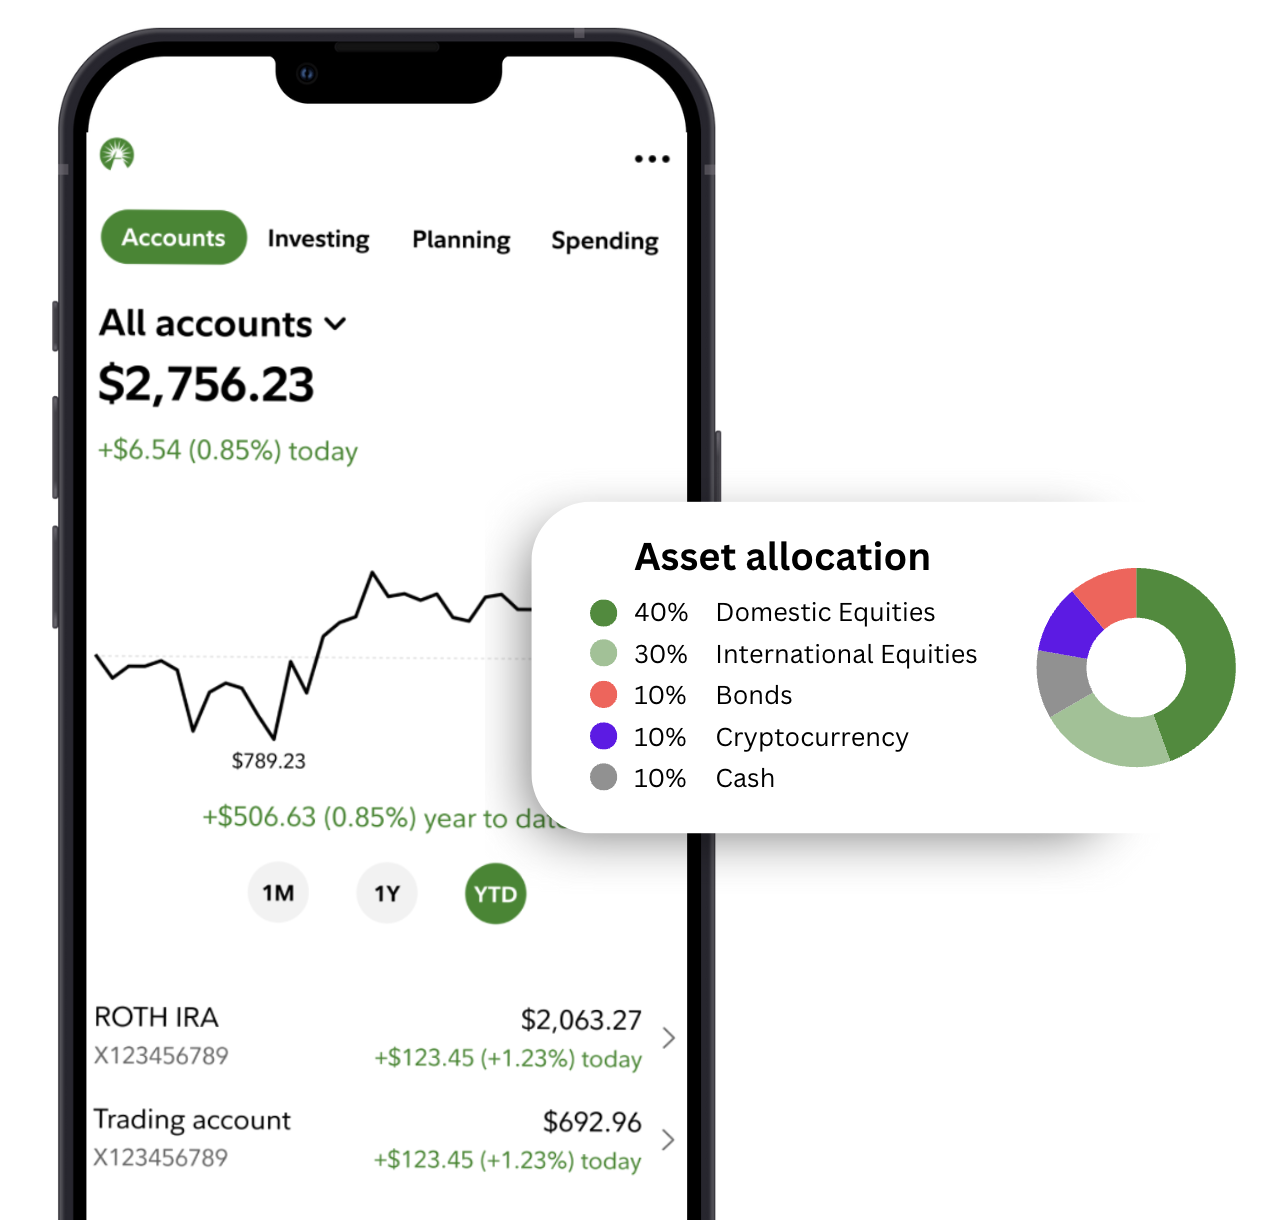 Accounts Investing Planning Spending
All accounts
$2,756.23
+$6.54 (0.85%) today
$789.23
+$506.63 (0.85%) year to date
1M 1Y YTD
ROTH IRA $2,063.27
X123456789 +$123.45 (+1.23%) today
Trading account $692.96
X123456789 +$123.45 (+1.23%) today
Asset allocation
40% Domestic Equities
30% International Equities
10% Bonds
10% Cryptocurrency
10% Cash